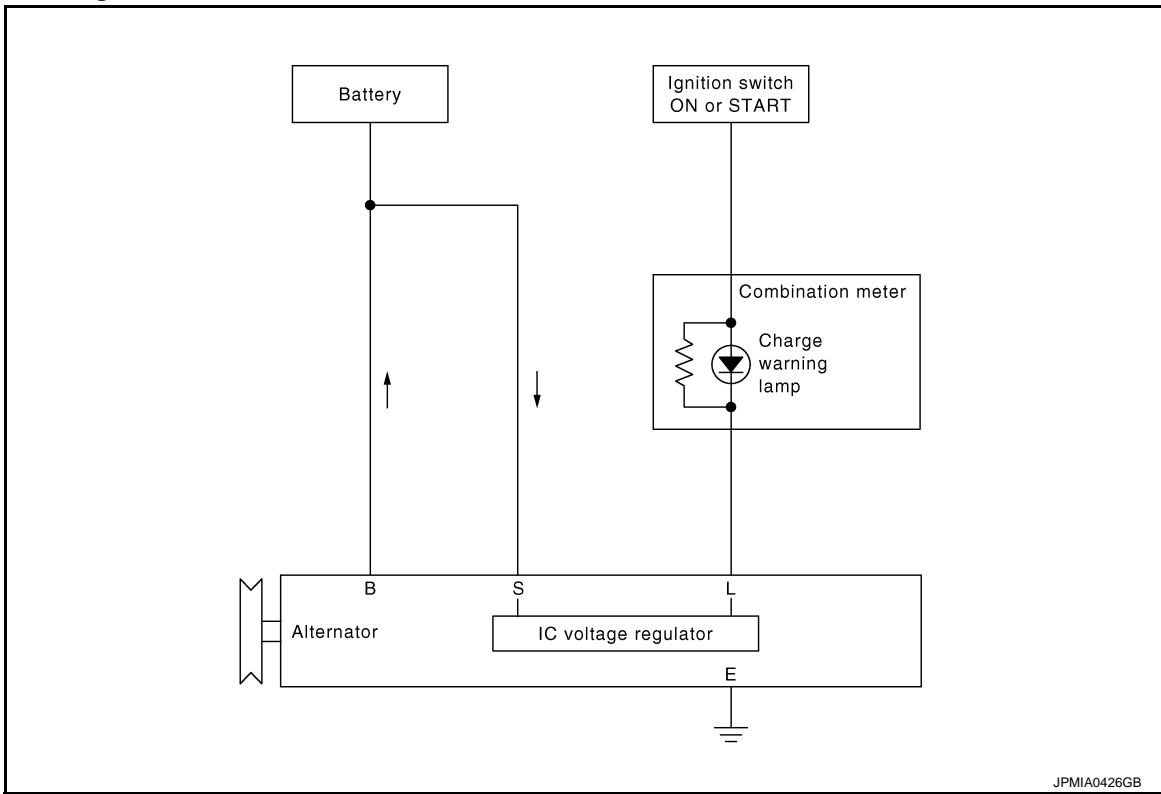 Battery
Ignition switch
ON or START
Combination meter
Charge
warning
lamp
B
S
L
Alternator
IC voltage regulator
E
JPMIA0426GB